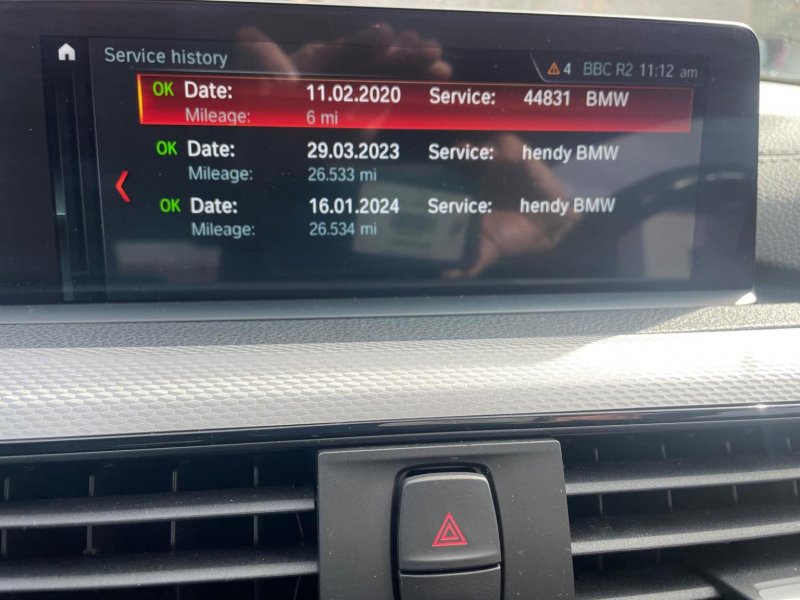 Service history
4 BBC R2 11:12 am
OK Date: 11.02.2020 Service: 44831 BMW
Mileage: 6 mi
OK Date: 29.03.2023 Service: hendy BMW
Mileage: 26.533 mi
OK Date: 16.01.2024 Service: hendy BMW
Mileage: 26.534 mi